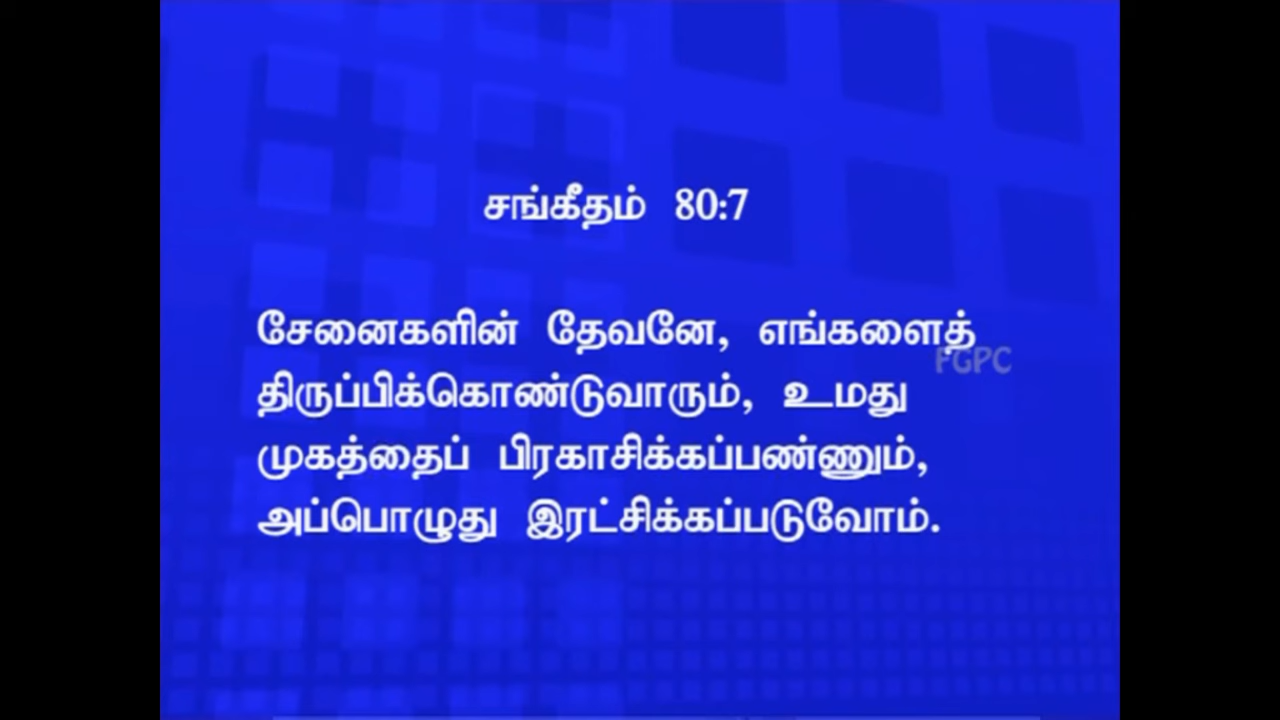 சங்கீதம் 80:7
சேனைகளின் தேவனே, எங்களைத்
FGPC
திருப்பிக்கொண்டுவாரும், உமது
முகத்தைப் பிரகாசிக்கப்பண்ணும்,
அப்பொழுது இரட்சிக்கப்படுவோம்.